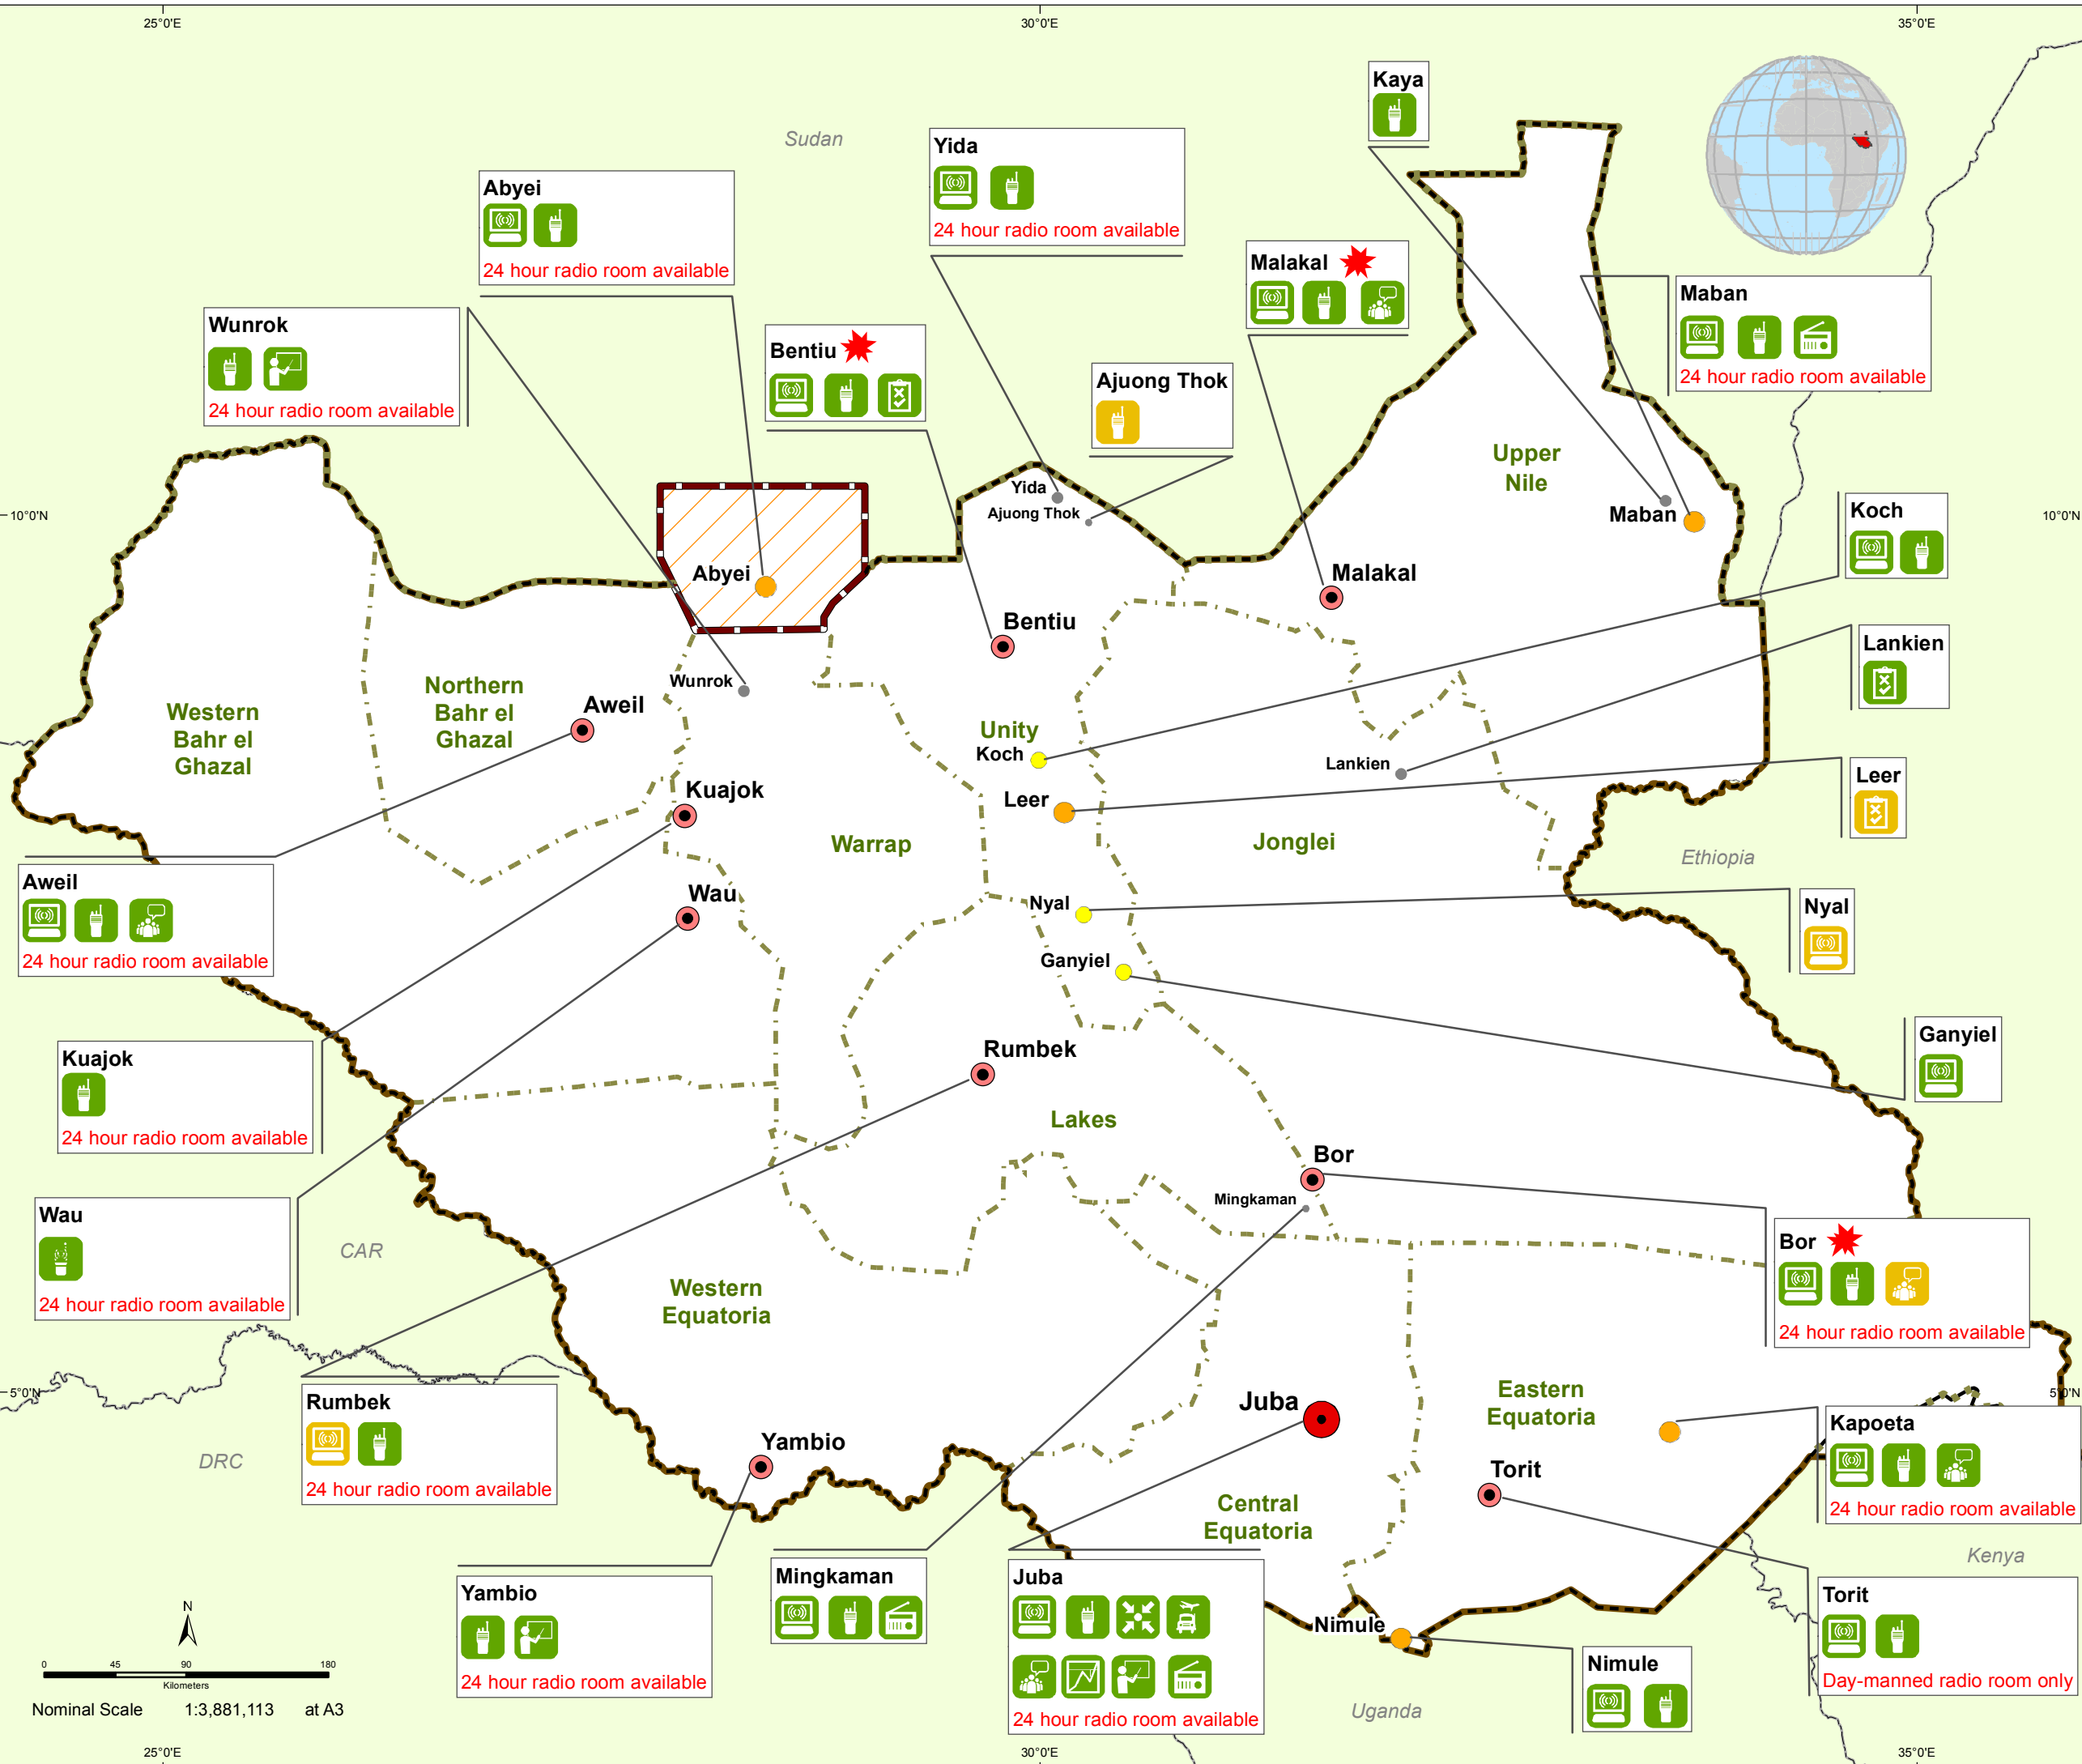 25°0'E
30°0'E
35°0'E
Kaya
Sudan
Yida
24 hour radio room available
Abyei
24 hour radio room available
Malakal
Maban
24 hour radio room available
Wunrok
24 hour radio room available
Bentiu
Ajuong Thok
Upper
Nile
Yida
Ajuong Thok
Maban
10°0'N
10°0'N
Koch
Abyei
Malakal
Bentiu
Lankien
Wunrok
Northern
Bahr el
Ghazal
Aweil
Western
Bahr el
Ghazal
Unity
Koch
Lankien
Leer
Kuajok
Leer
Warrap
Jonglei
Ethiopia
Aweil
24 hour radio room available
Wau
Nyal
Nyal
Ganyiel
Ganyiel
Kuajok
24 hour radio room available
Rumbek
Lakes
Bor
Mingkaman
Wau
24 hour radio room available
CAR
Bor
24 hour radio room available
Western
Equatoria
5°0'N
5°0'N
Rumbek
24 hour radio room available
Juba
Eastern
Equatoria
Kapoeta
24 hour radio room available
DRC
Yambio
Torit
Central
Equatoria
Kenya
Yambio
24 hour radio room available
Mingkaman
Juba
24 hour radio room available
Torit
Day-manned radio room only
Nimule
Nimule
Uganda
N
0 45 90 180
Kilometers
Nominal Scale 1:3,881,113 at A3
25°0'E
30°0'E
35°0'E